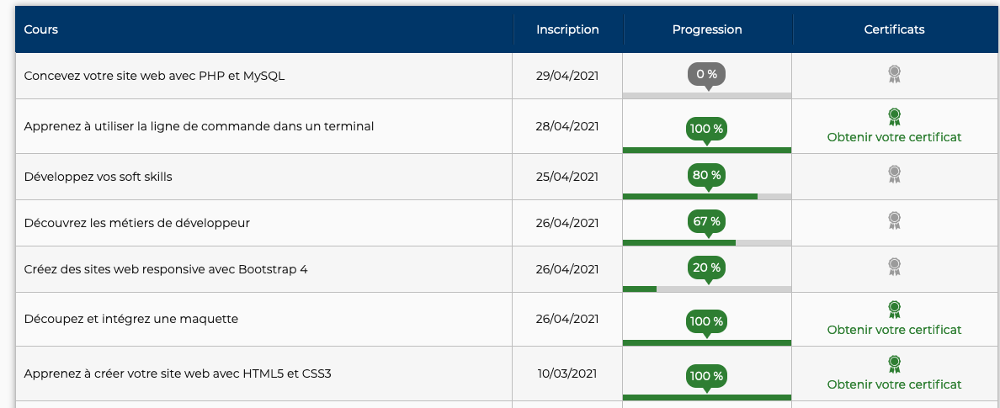 Cours Inscription Progression Certificats
Concevez votre site web avec PHP et MySQL 29/04/2021 0 %
Apprenez à utiliser la ligne de commande dans un terminal 28/04/2021 100 % Obtenir votre certificat
Développez vos soft skills 25/04/2021 80 %
Découvrez les métiers de développeur 26/04/2021 67 %
Créez des sites web responsive avec Bootstrap 4 26/04/2021 20 %
Découpez et intégrez une maquette 26/04/2021 100 % Obtenir votre certificat
Apprenez à créer votre site web avec HTML5 et CSS3 10/03/2021 100 % Obtenir votre certificat